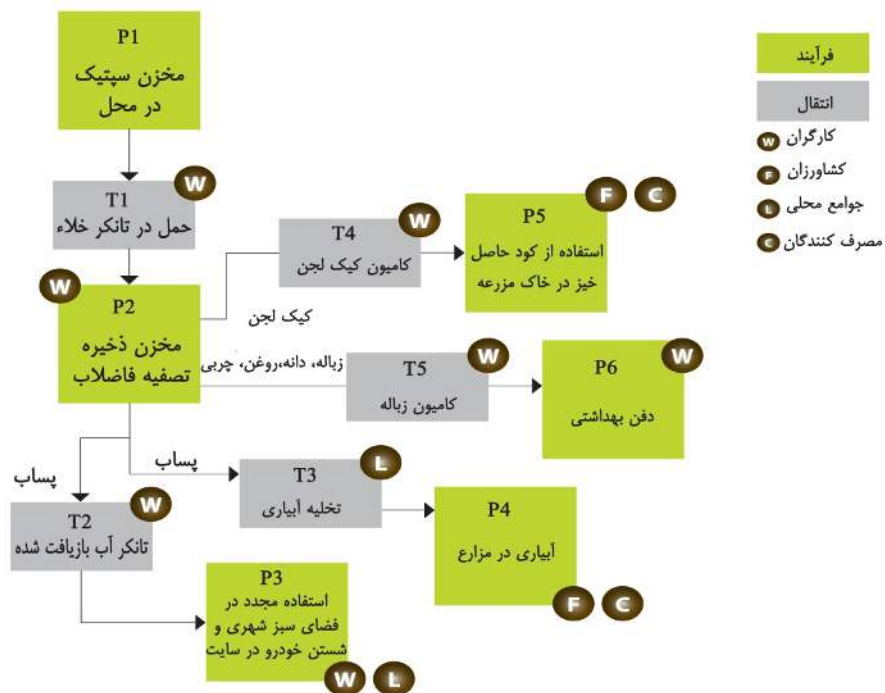 P1
مخزن سپتیک
در محل
فرآیند
انتقال
W کارگران
F کشاورزان
L جوامع محلی
C مصرف کنندگان
W
T1
حمل در تانکر خلاء
W
T4
کامیون کیک لجن
F C
P5
استفاده از کود حاصل
خیز در خاک مزرعه
W
P2
مخزن ذخیره
تصفیه فاضلاب
کیک لجن
زباله، دانه،روغن، چربی
W
T5
کامیون زباله
W
P6
دفن بهداشتی
پساب
پساب
L
T3
تخلیه آبیاری
P4
آبیاری در مزارع
F C
W
T2
تانکر آب بازیافت شده
P3
استفاده مجدد در
فضای سبز شهری و
شستن خودرو در سایت
W L